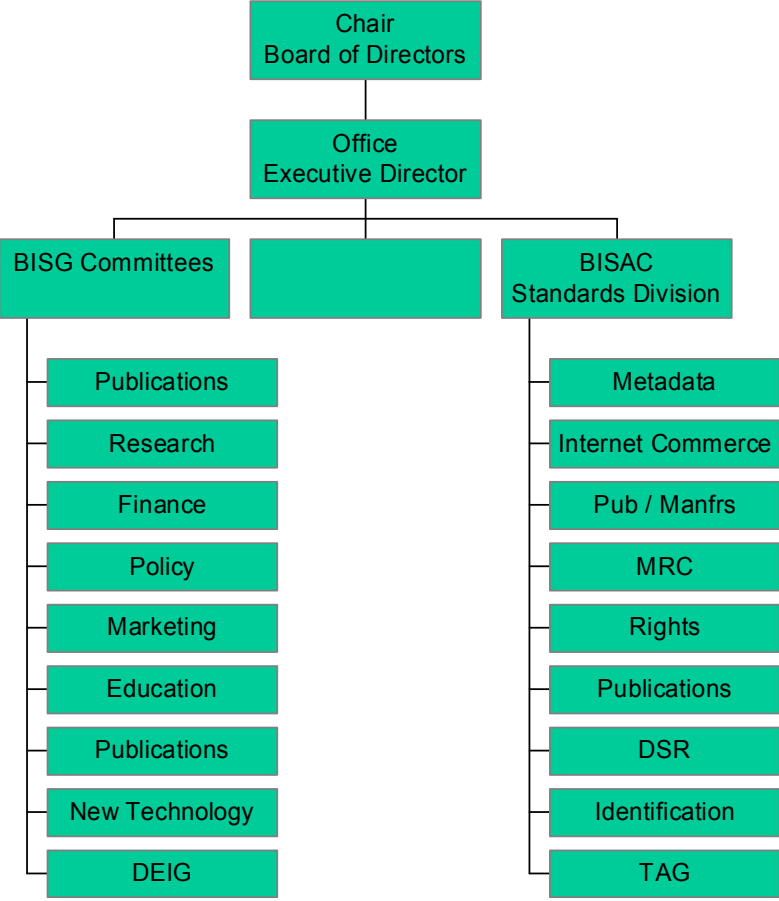 Chair
Board of Directors
Office
Executive Director
BISG Committees
BISAC
Standards Division
Publications
Research
Finance
Policy
Marketing
Education
Publications
New Technology
DEIG
Metadata
Internet Commerce
Pub / Manfrs
MRC
Rights
Publications
DSR
Identification
TAG